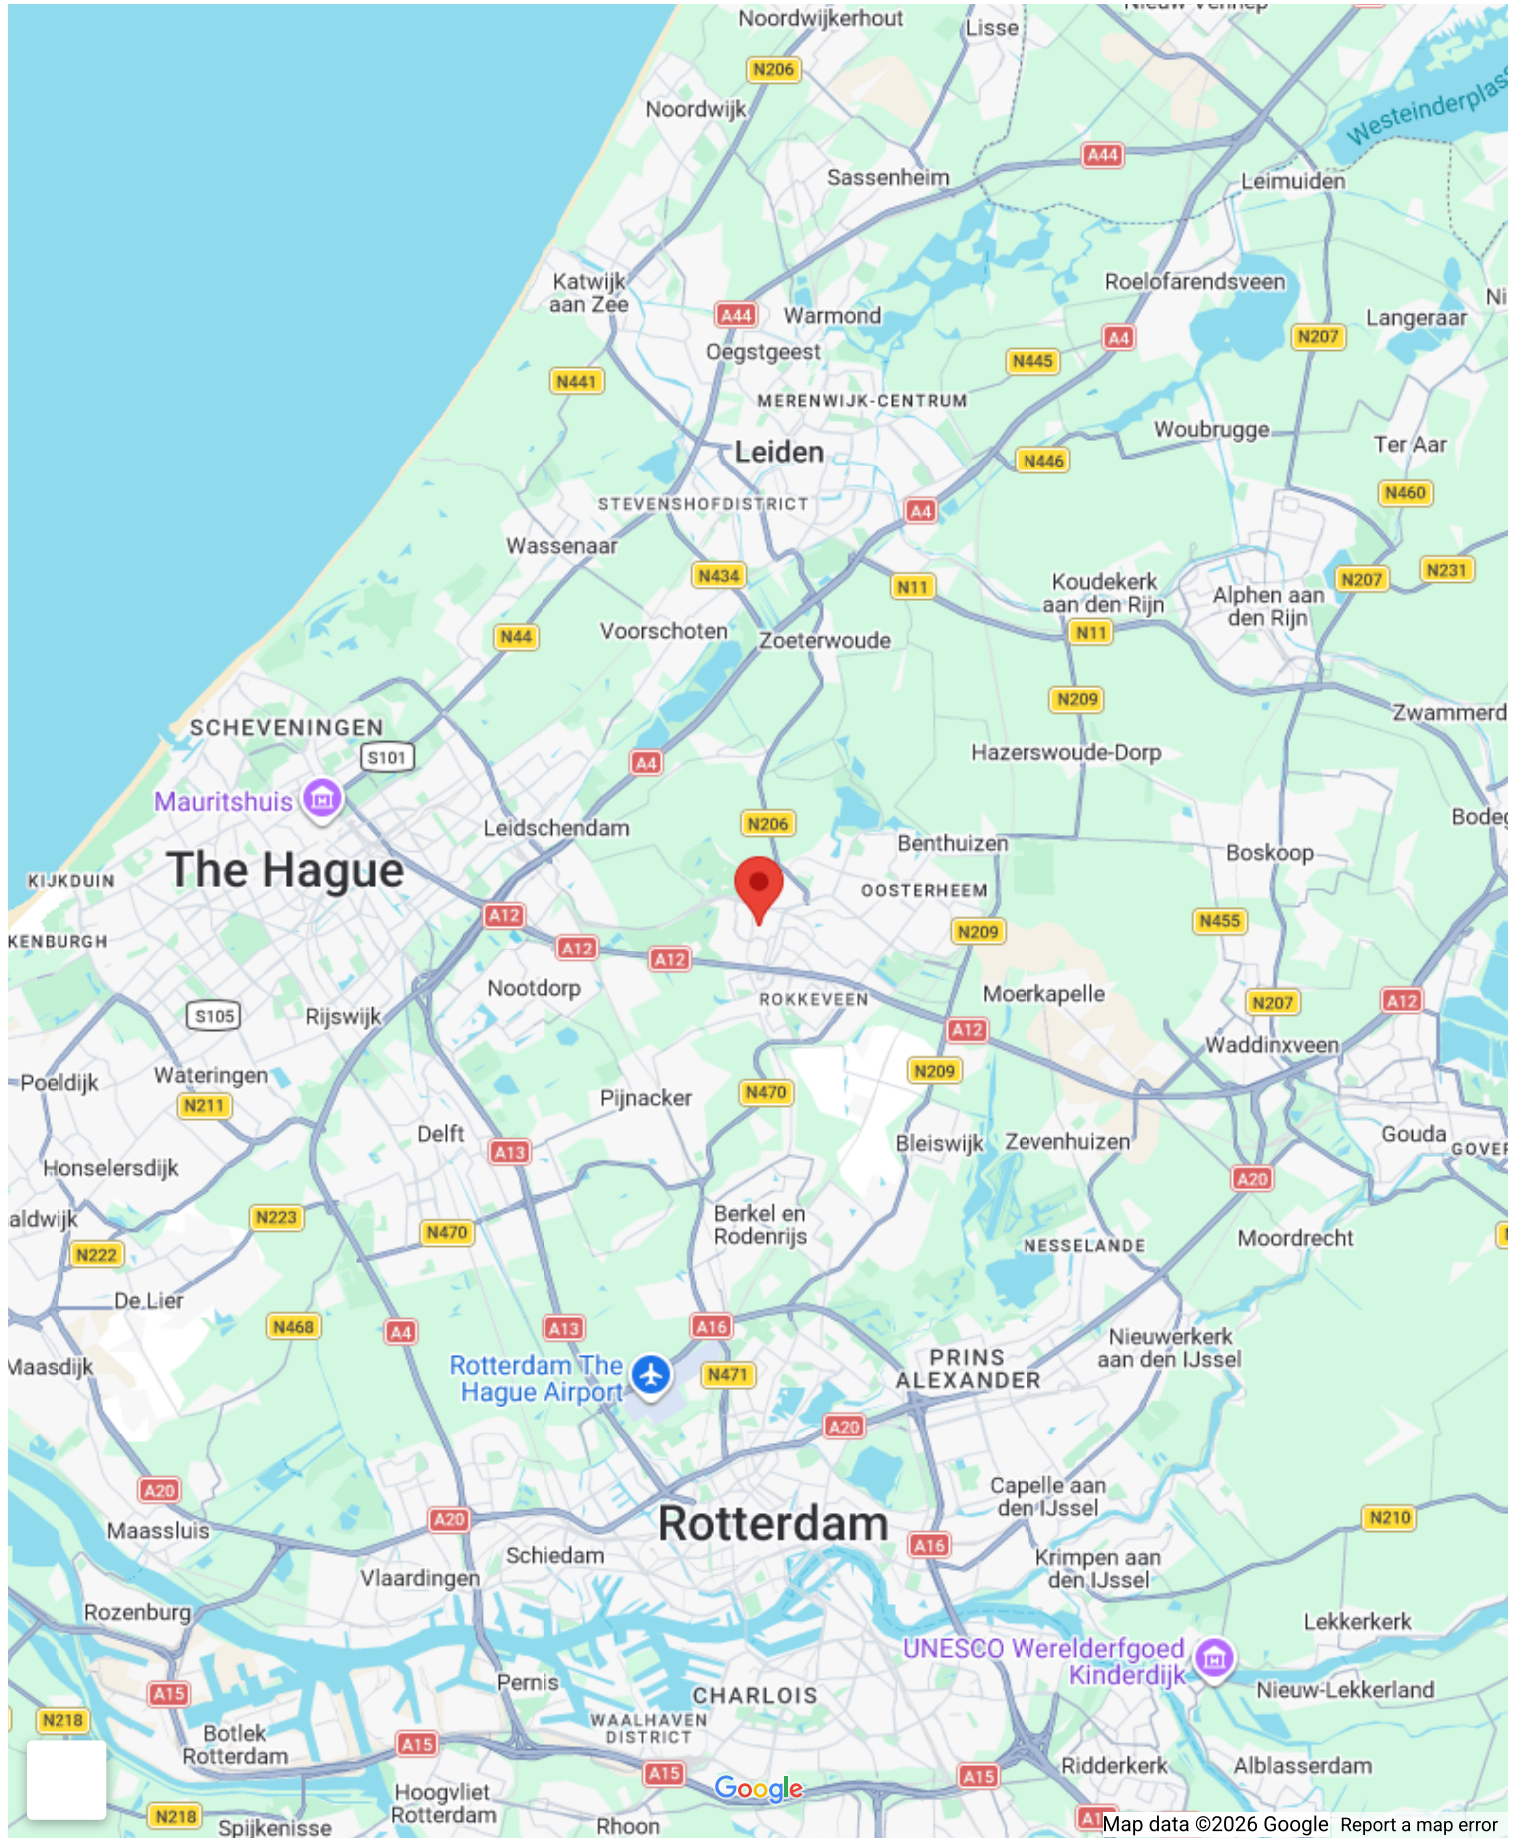 Noordwijkerhout
Lisse
N206
Noordwijk
Westeinderplass
A44
Sassenheim
Leimuiden
Katwijk
aan Zee
Roelofarendsveen
Ni
A44
Warmond
Langeraar
A4
N207
Oegstgeest
N445
N441
MERENWIJK-CENTRUM
Woubrugge
Ter Aar
Leiden
N446
N460
STEVENSHOFDISTRICT
A4
Wassenaar
N434
N11
Koudekerk
aan den Rijn
N207
N231
Alphen aan
den Rijn
N44
Voorschoten
Zoeterwoude
N11
N209
Zwammerd
SCHEVENINGEN
S101
A4
Hazerswoude-Dorp
Mauritshuis
Leidschendam
N206
Benthuizen
Bodeg
Boskoop
The Hague
KIJKDUIN
OOSTERHEEM
A12
N209
N455
KENBURGH
A12
A12
Nootdorp
ROKKEVEEN
Moerkapelle
N207
A12
S105
Rijswijk
A12
Waddinxveen
Poeldijk
Wateringen
N209
N211
Pijnacker
N470
Delft
A13
Bleiswijk
Zevenhuizen
Gouda
GOVER
Honselersdijk
A20
aldwijk
N223
N470
Berkel en
Rodenrijs
N222
NESSELANDE
Moordrecht
De Lier
N468
A4
A13
A16
Nieuwerkerk
aan den IJssel
Maasdijk
Rotterdam The
Hague Airport
N471
PRINS
ALEXANDER
A20
A20
Capelle aan
den IJssel
Maassluis
A20
Rotterdam
N210
A16
Schiedam
Vlaardingen
Krimpen aan
den IJssel
Rozenburg
Lekkerkerk
UNESCO Werelderfgoed
Kinderdijk
A15
Pernis
CHARLOIS
Nieuw-Lekkerland
N218
Botlek
Rotterdam
WAALHAVEN
DISTRICT
A15
A15
Google
A15
Ridderkerk
Alblasserdam
Hoogvliet
Rotterdam
N218
Spijkenisse
Rhoon
Map data ©2026 Google
Report a map error